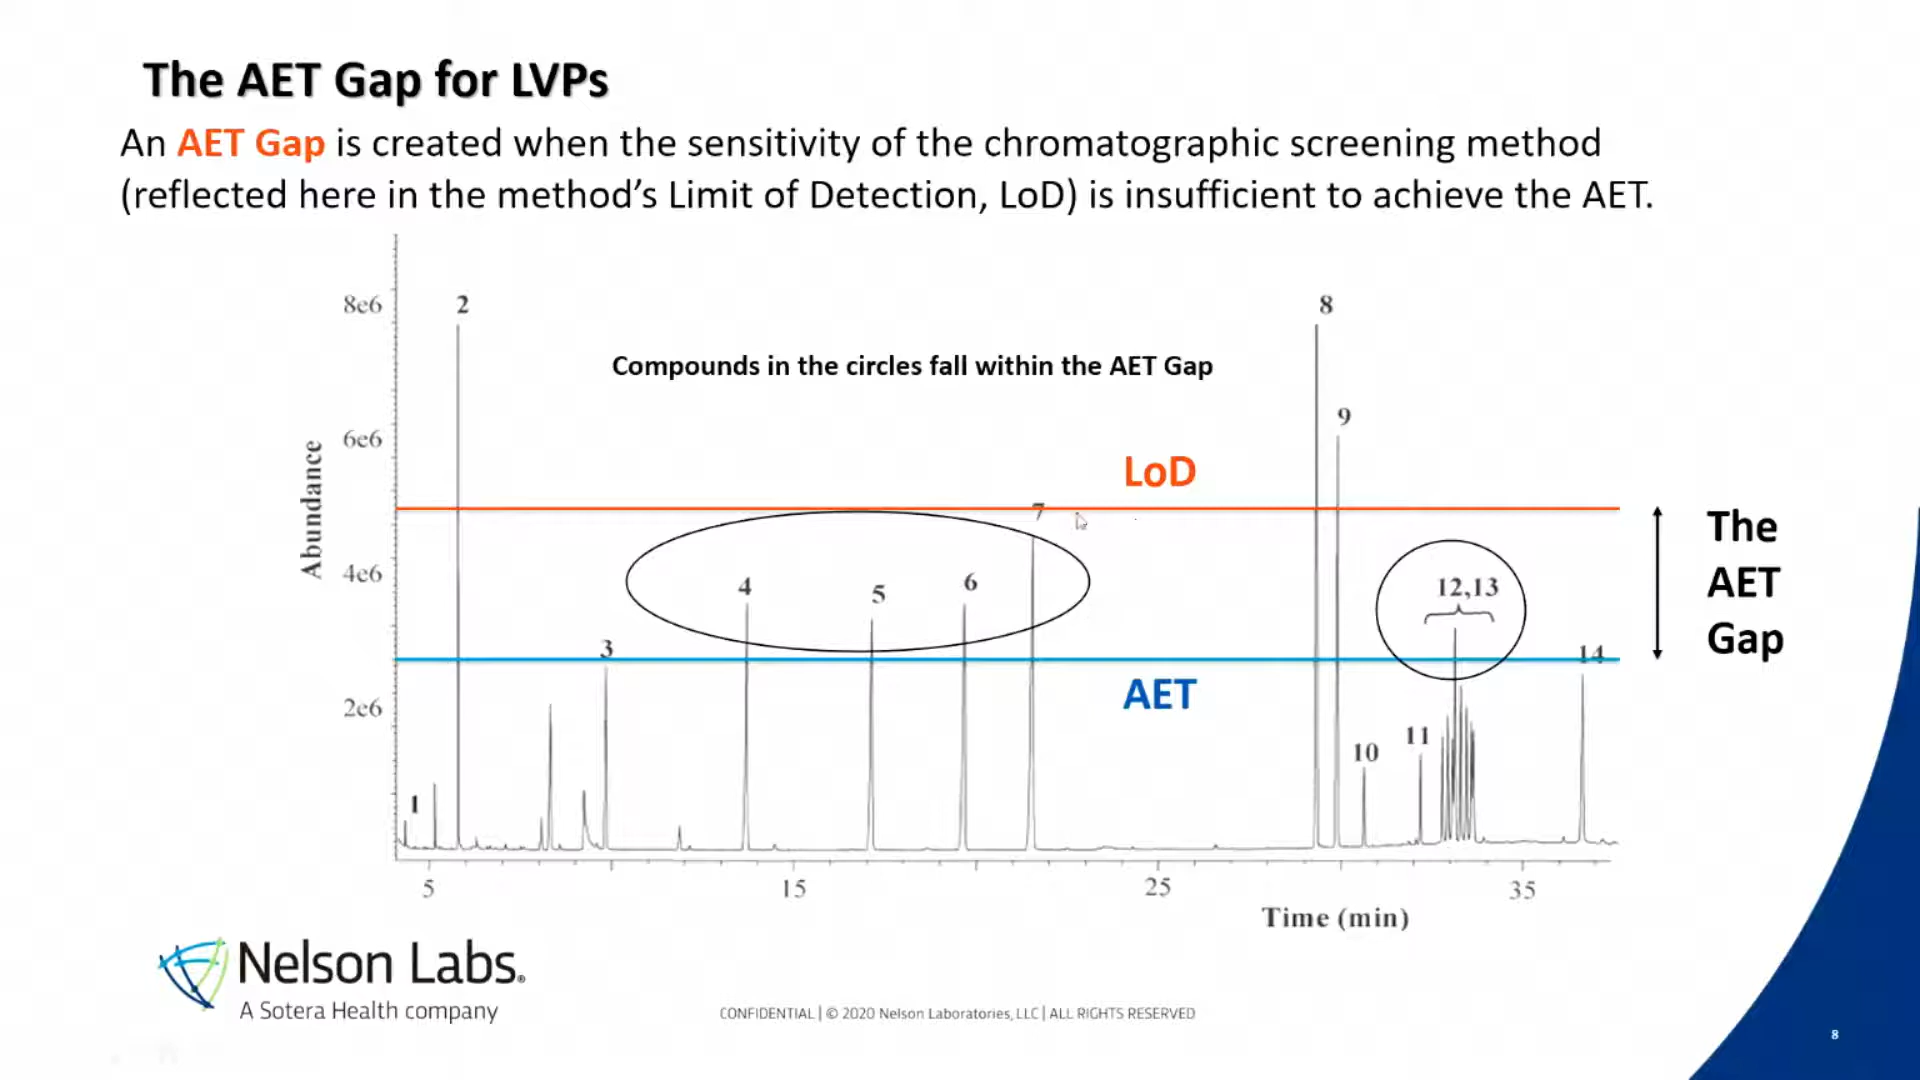 The AET Gap for LVPs
An AET Gap is created when the sensitivity of the chromatographic screening method
(reflected here in the method's Limit of Detection, LoD) is insufficient to achieve the AET.
8e6
2
8
Compounds in the circles fall within the AET Gap
9
6e6
LoD
Abundance
7
The
AET
Gap
4e6
4
5
6
12,13
3
14
AET
2e6
10
11
1
5
15
25
35
Time (min)
Nelson Labs®
A Sotera Health company
CONFIDENTIAL | © 2020 Nelson Laboratories, LLC | ALL RIGHTS RESERVED
8